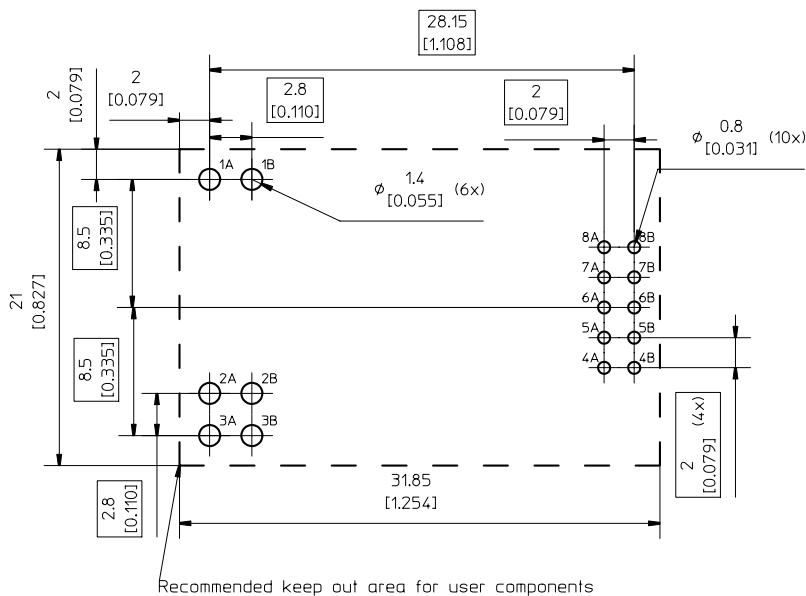 28.15
[1.108]
2
[0.079]
2
[0.079]
2.8
[0.110]
2
[0.079]
ø 0.8 (10x)
[0.031]
1A
1B
ø 1.4 (6x)
[0.055]
8.5
[0.335]
8A
8B
7A
7B
21
[0.827]
6A
6B
5A
5B
8.5
[0.335]
4A
4B
2A
2B
3A
3B
2 (4x)
[0.079]
2.8
[0.110]
31.85
[1.254]
Recommended keep out area for user components